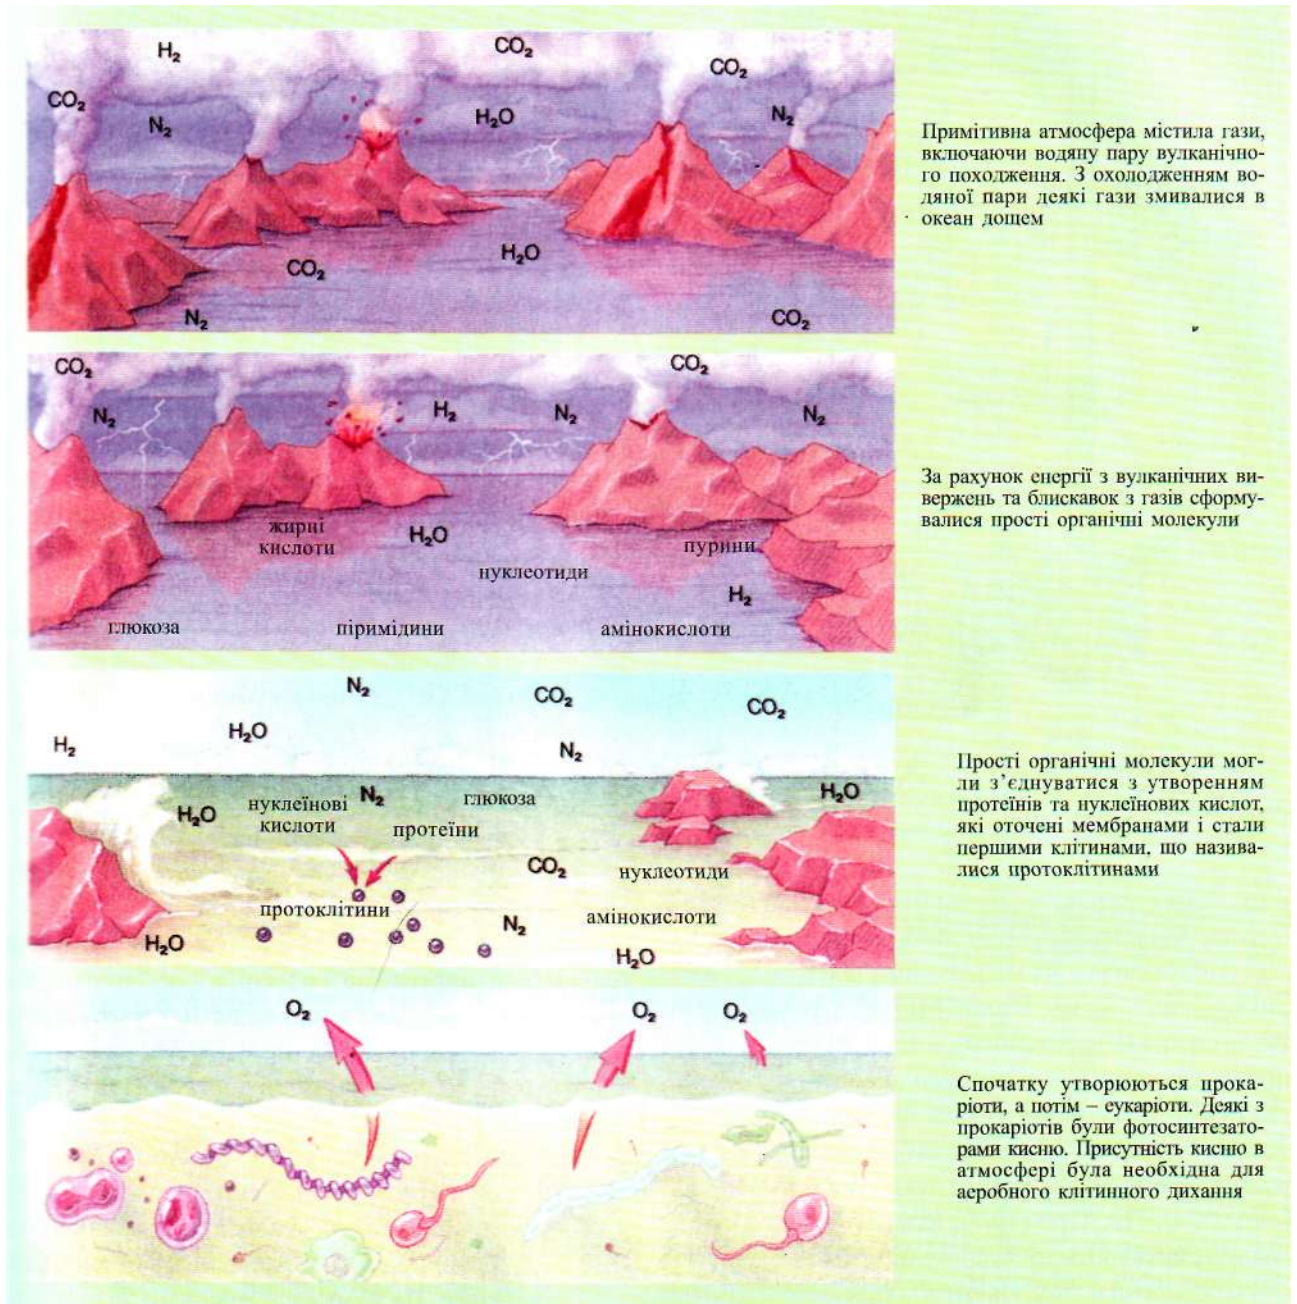 H₂
CO₂
CO₂
CO₂
N₂
H₂O
N₂
H₂O
CO₂
N₂
CO₂
Примітивна атмосфера містила гази,
включаючи водяну пару вулканічно-
го походження. З охолодженням во-
дяної пари деякі гази змивалися в
океан дощем
CO₂
CO₂
N₂
H₂
N₂
N₂
жирні
кислоти
H₂O
пурини
нуклеотиди
H₂
глюкоза
піримідини
амінокислоти
За рахунок енергії з вулканічних ви-
вержень та блискавок з газів сформу-
валися прості органічні молекули
N₂
CO₂
CO₂
H₂O
H₂
N₂
H₂O
нуклеїнові
кислоти
N₂
глюкоза
протеїни
H₂O
CO₂
нуклеотиди
протоклітини
N₂
амінокислоти
H₂O
H₂O
Прості органічні молекули мог-
ли з’єднуватися з утворенням
протеїнів та нуклеїнових кислот,
які оточені мембранами і стали
першими клітинами, що назива-
лися протоклітинами
O₂
O₂
O₂
Спочатку утворюються прока-
ріоти, а потім – еукаріоти. Деякі з
прокаріотів були фотосинтезато-
рами кисню. Присутність кисню в
атмосфері була необхідна для
аеробного клітинного дихання